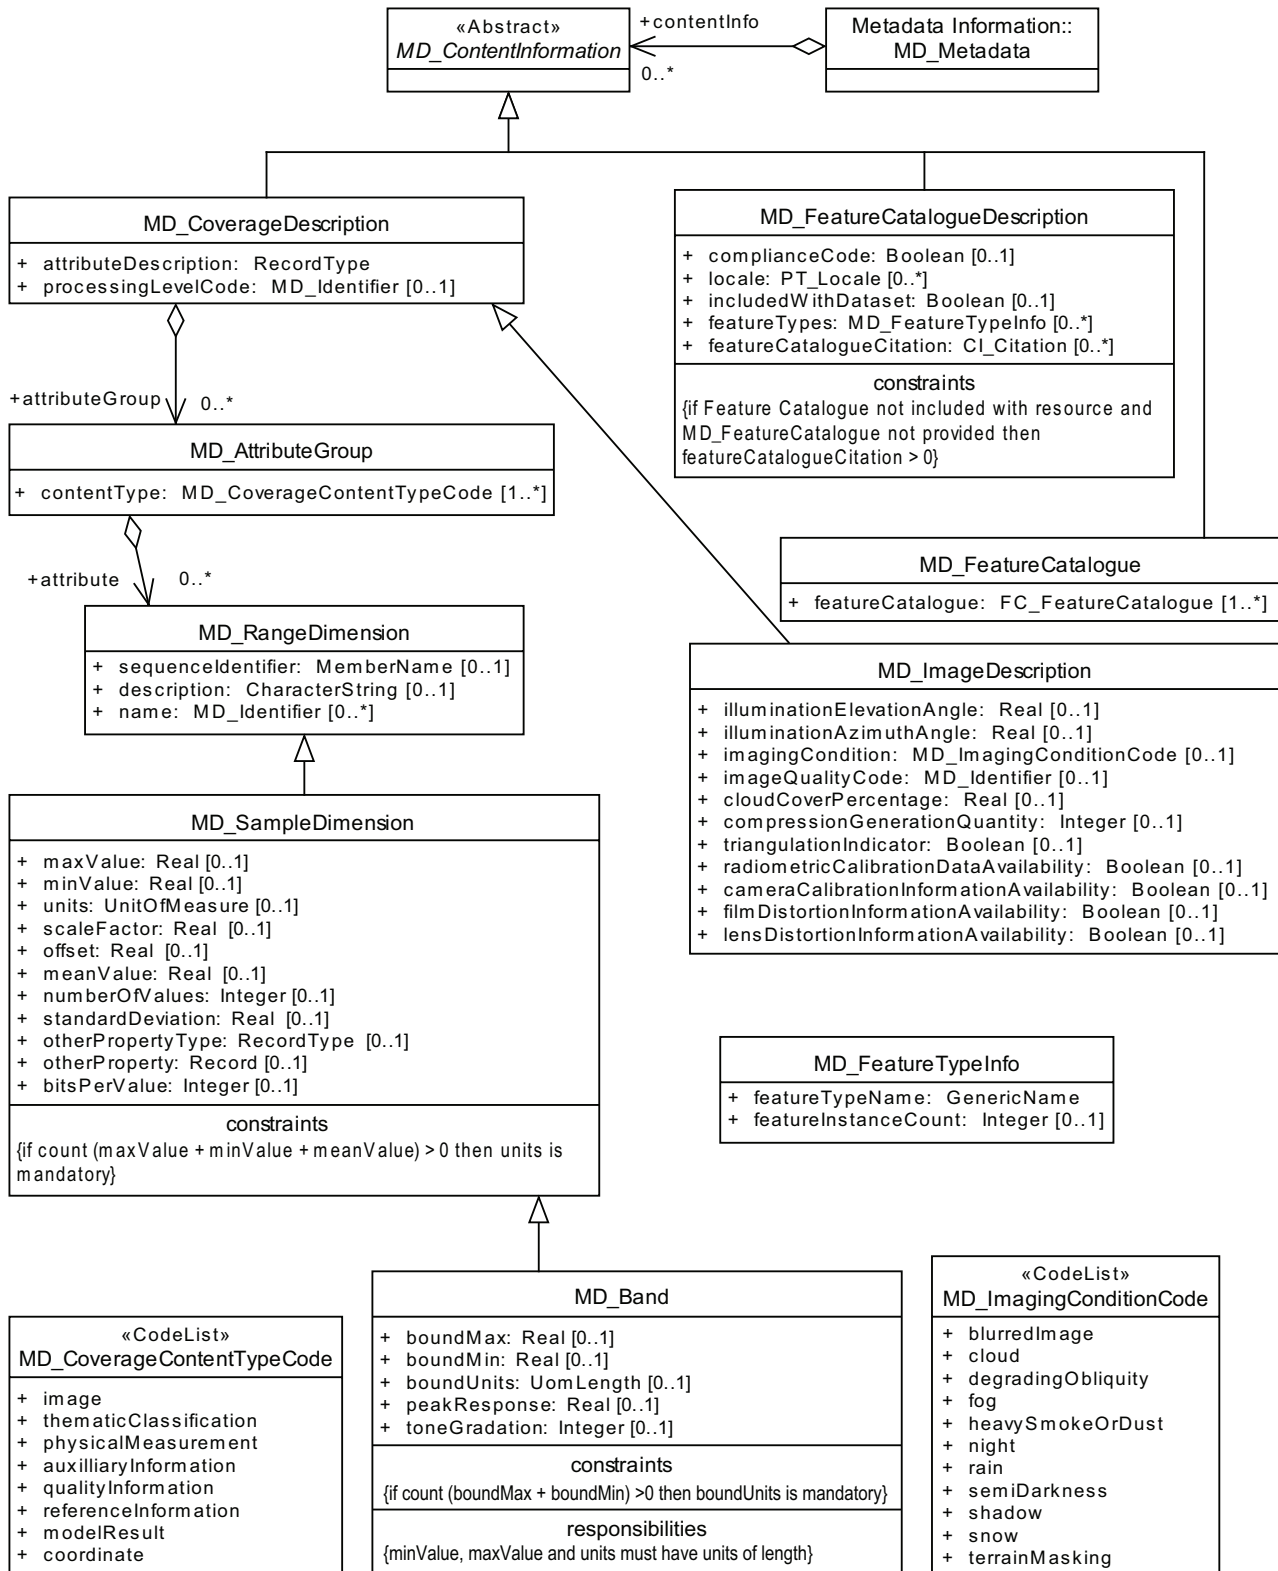 «Abstract»
MD_ContentInformation
+contentInfo
0..*
Metadata Information::
MD_Metadata
MD_CoverageDescription
+ attributeDescription: RecordType
+ processingLevelCode: MD_Identifier [0..1]
MD_FeatureCatalogueDescription
+ complianceCode: Boolean [0..1]
+ locale: PT_Locale [0..*]
+ includedWithDataset: Boolean [0..1]
+ featureTypes: MD_FeatureTypeInfo [0..*]
+ featureCatalogueCitation: CI_Citation [0..*]
constraints
{if Feature Catalogue not included with resource and
MD_FeatureCatalogue not provided then
featureCatalogueCitation > 0}
+attributeGroup
0..*
MD_AttributeGroup
+ contentType: MD_CoverageContentTypeCode [1..*]
+attribute
0..*
MD_FeatureCatalogue
+ featureCatalogue: FC_FeatureCatalogue [1..*]
MD_RangeDimension
+ sequenceIdentifier: MemberName [0..1]
+ description: CharacterString [0..1]
+ name: MD_Identifier [0..*]
MD_ImageDescription
+ illuminationElevationAngle: Real [0..1]
+ illuminationAzimuthAngle: Real [0..1]
+ imagingCondition: MD_ImagingConditionCode [0..1]
+ imageQualityCode: MD_Identifier [0..1]
+ cloudCoverPercentage: Real [0..1]
+ compressionGenerationQuantity: Integer [0..1]
+ triangulationIndicator: Boolean [0..1]
+ radiometricCalibrationDataAvailability: Boolean [0..1]
+ cameraCalibrationInformationAvailability: Boolean [0..1]
+ filmDistortionInformationAvailability: Boolean [0..1]
+ lensDistortionInformationAvailability: Boolean [0..1]
MD_SampleDimension
+ maxValue: Real [0..1]
+ minValue: Real [0..1]
+ units: UnitOfMeasure [0..1]
+ scaleFactor: Real [0..1]
+ offset: Real [0..1]
+ meanValue: Real [0..1]
+ numberOfValues: Integer [0..1]
+ standardDeviation: Real [0..1]
+ otherPropertyType: RecordType [0..1]
+ otherProperty: Record [0..1]
+ bitsPerValue: Integer [0..1]
constraints
{if count (maxValue + minValue + meanValue) > 0 then units is
mandatory}
MD_FeatureTypeInfo
+ featureTypeName: GenericName
+ featureInstanceCount: Integer [0..1]
«CodeList»
MD_CoverageContentTypeCode
+ image
+ thematicClassification
+ physicalMeasurement
+ auxilliaryInformation
+ qualityInformation
+ referenceInformation
+ modelResult
+ coordinate
MD_Band
+ boundMax: Real [0..1]
+ boundMin: Real [0..1]
+ boundUnits: UomLength [0..1]
+ peakResponse: Real [0..1]
+ toneGradation: Integer [0..1]
constraints
{if count (boundMax + boundMin) >0 then boundUnits is mandatory}
responsibilities
{minValue, maxValue and units must have units of length}
«CodeList»
MD_ImagingConditionCode
+ blurredImage
+ cloud
+ degradingObliquity
+ fog
+ heavySmokeOrDust
+ night
+ rain
+ semiDarkness
+ shadow
+ snow
+ terrainMasking